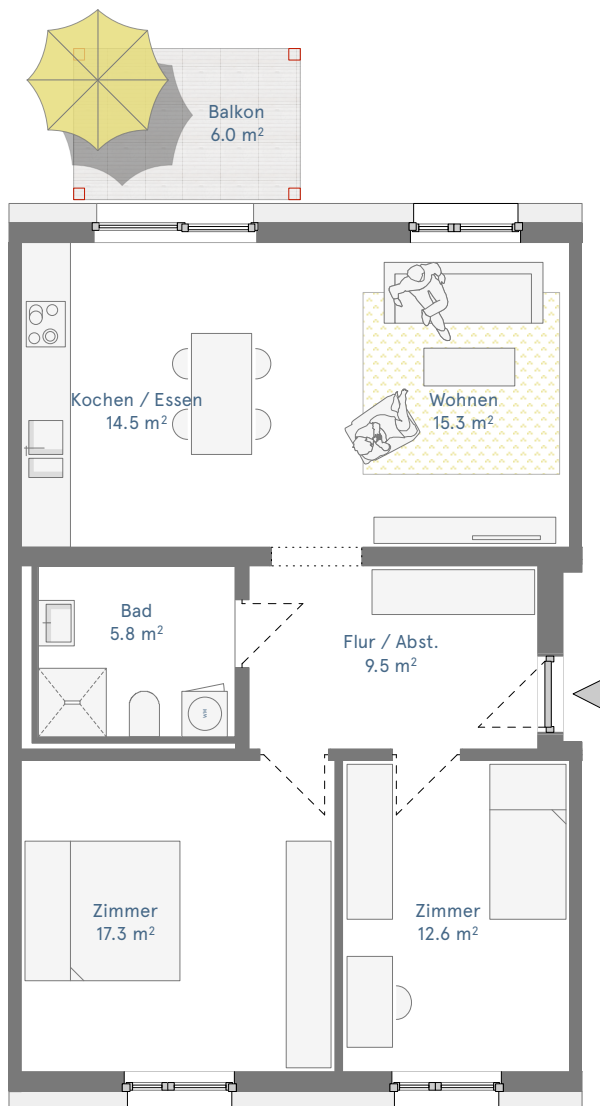 Balkon
6.0 m²
Kochen / Essen
14.5 m²
Wohnen
15.3 m²
Bad
5.8 m²
Flur / Abst.
9.5 m²
WM
Zimmer
17.3 m²
Zimmer
12.6 m²